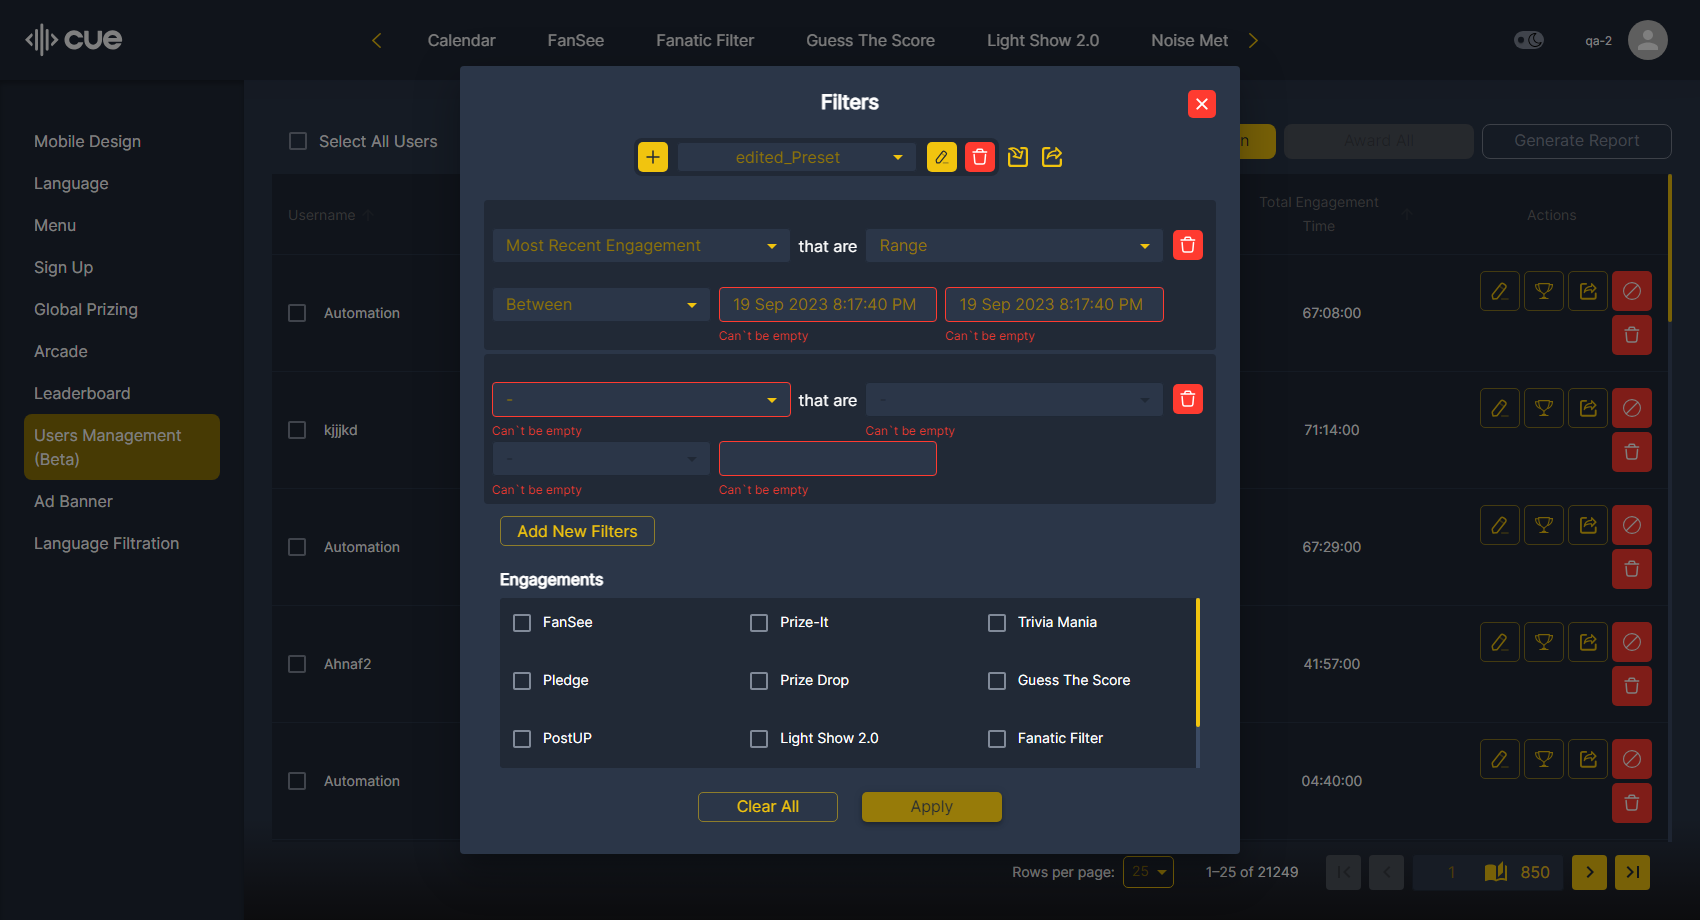 cue
Calendar
FanSee
Fanatic Filter
Guess The Score
Light Show 2.0
Noise Met
qa-2
Mobile Design
Language
Menu
Sign Up
Global Prizing
Arcade
Leaderboard
Users Management
(Beta)
Ad Banner
Language Filtration
Select All Users
n
Award All
Generate Report
Username
Total Engagement
Time
Actions
Automation
67:08:00
kjjjkd
71:14:00
Automation
67:29:00
Ahnaf2
41:57:00
Automation
04:40:00
Filters
edited_Preset
Most Recent Engagement
that are
Range
Between
19 Sep 2023 8:17:40 PM
19 Sep 2023 8:17:40 PM
Can`t be empty
Can`t be empty
-
that are
-
Can`t be empty
Can`t be empty
-
Can`t be empty
Can`t be empty
Add New Filters
Engagements
FanSee
Prize-It
Trivia Mania
Pledge
Prize Drop
Guess The Score
PostUP
Light Show 2.0
Fanatic Filter
Clear All
Apply
Rows per page:
25
1–25 of 21249
1
850